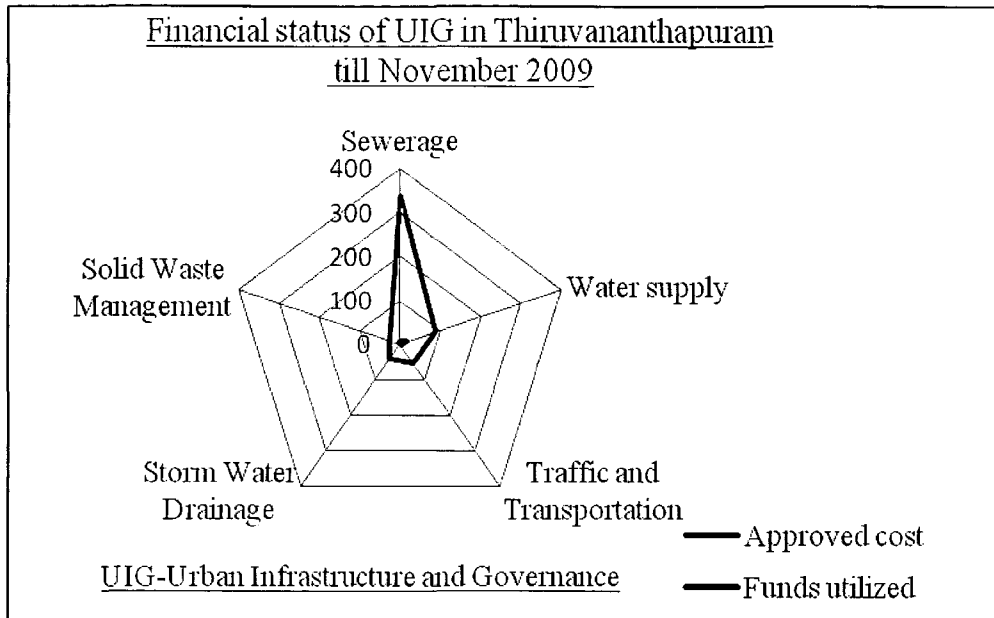 Financial status of UIG in Thiruvananthapuram
till November 2009
Sewerage
400
300
200
100
0
Water supply
Traffic and
Transportation
Storm Water
Drainage
Solid Waste
Management
Approved cost
Funds utilized
UIG-Urban Infrastructure and Governance